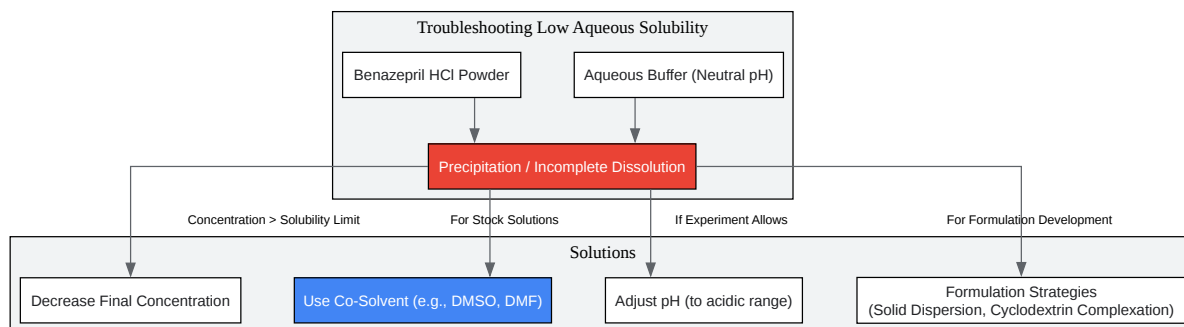 Troubleshooting Low Aqueous Solubility
Benazepril HCl Powder
Aqueous Buffer (Neutral pH)
Precipitation / Incomplete Dissolution
Concentration > Solubility Limit
For Stock Solutions
If Experiment Allows
For Formulation Development
Solutions
Decrease Final Concentration
Use Co-Solvent (e.g., DMSO, DMF)
Adjust pH (to acidic range)
Formulation Strategies
(Solid Dispersion, Cyclodextrin Complexation)